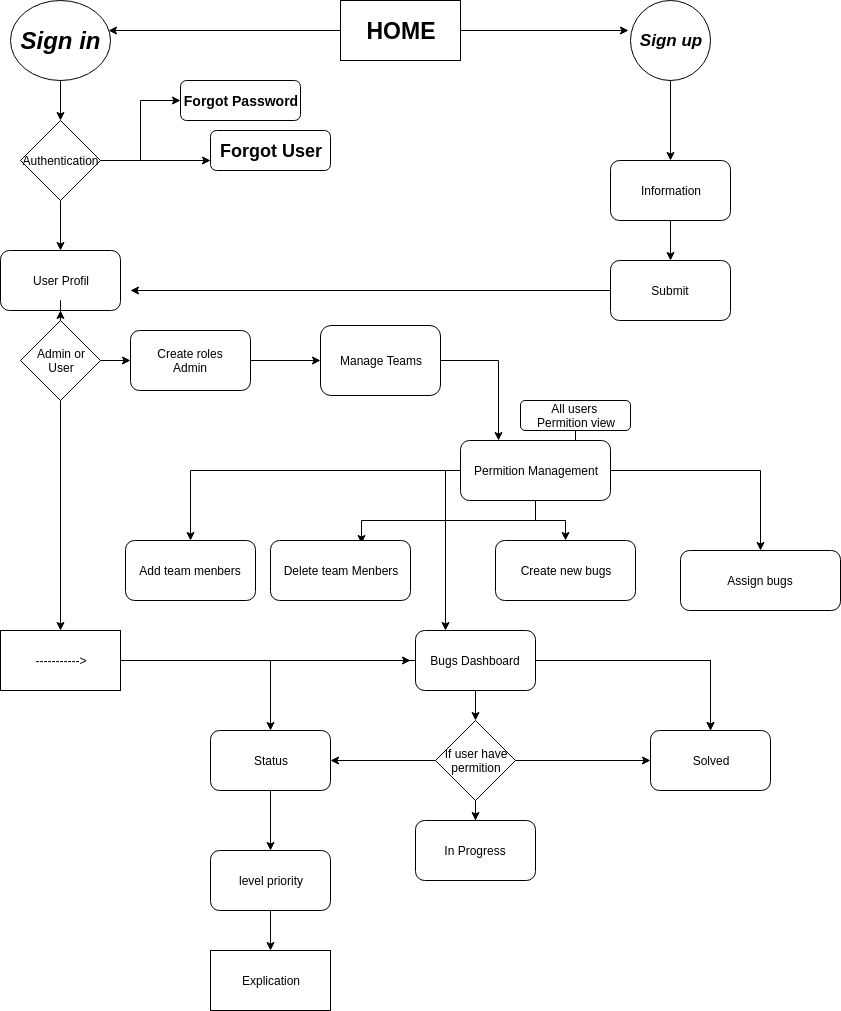 Sign in
HOME
Sign up
Forgot Password
Forgot User
Authentication
Information
User Profil
Submit
Admin or
User
Create roles
Admin
Manage Teams
All users
Permition view
Permition Management
Add team menbers
Delete team Menbers
Create new bugs
Assign bugs
----------->
Bugs Dashboard
Status
If user have
permition
Solved
In Progress
level priority
Explication